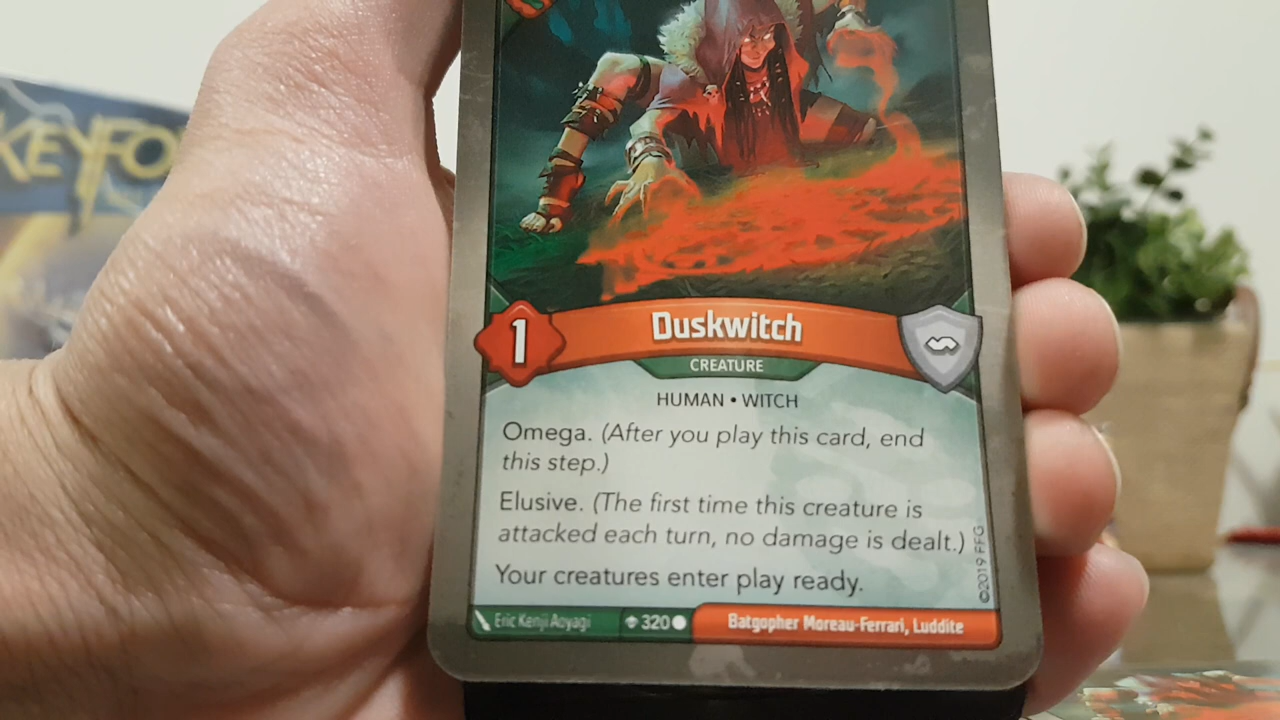 KEYFO
1
Duskwitch
CREATURE
HUMAN • WITCH
Omega. (After you play this card, end
this step.)
Elusive. (The first time this creature is
attacked each turn, no damage is dealt.)
Your creatures enter play ready.
©2019 FFG
Eric Kenji Aoyagi
320
Batgopher Moreau-Ferrari, Luddite